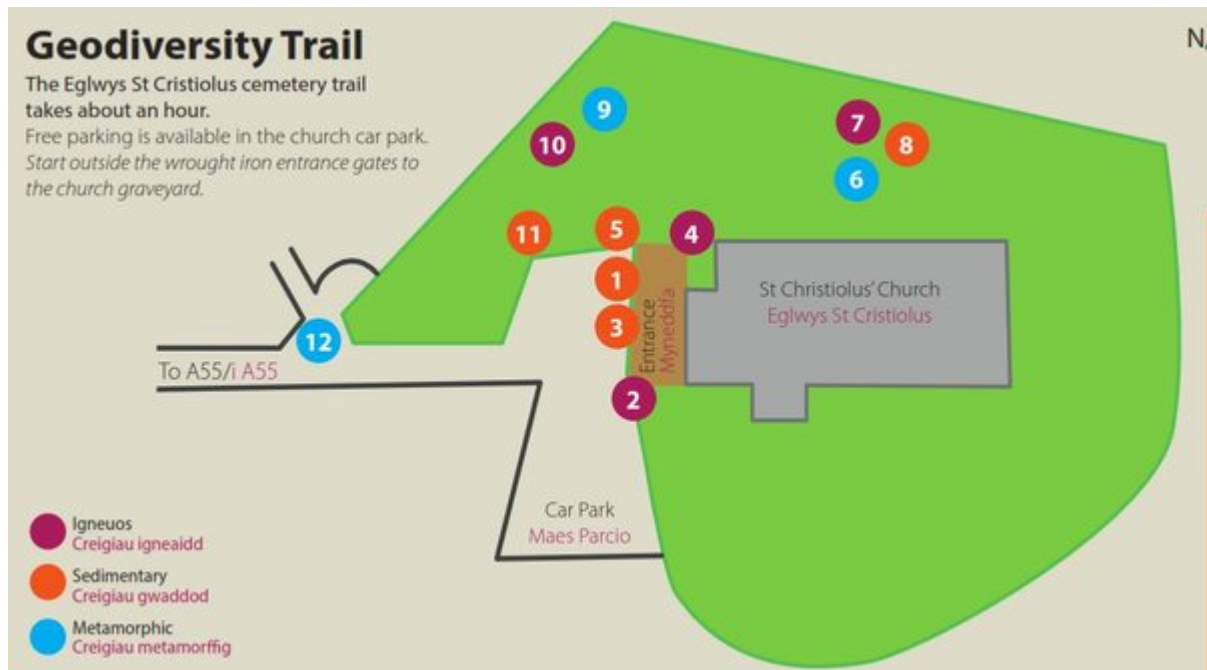 Geodiversity Trail
The Eglwys St Cristiolus cemetery trail
takes about an hour.
Free parking is available in the church car park.
Start outside the wrought iron entrance gates to
the church graveyard.
N
9
10
7
8
6
11
5
4
1
3
2
12
Entrance
Myneddfa
St Christiolus' Church
Eglwys St Cristiolus
To A55/i A55
Car Park
Maes Parcio
Igneuos
Creigiau igneaidd
Sedimentary
Creigiau gwaddod
Metamorphic
Creigiau metamorffig